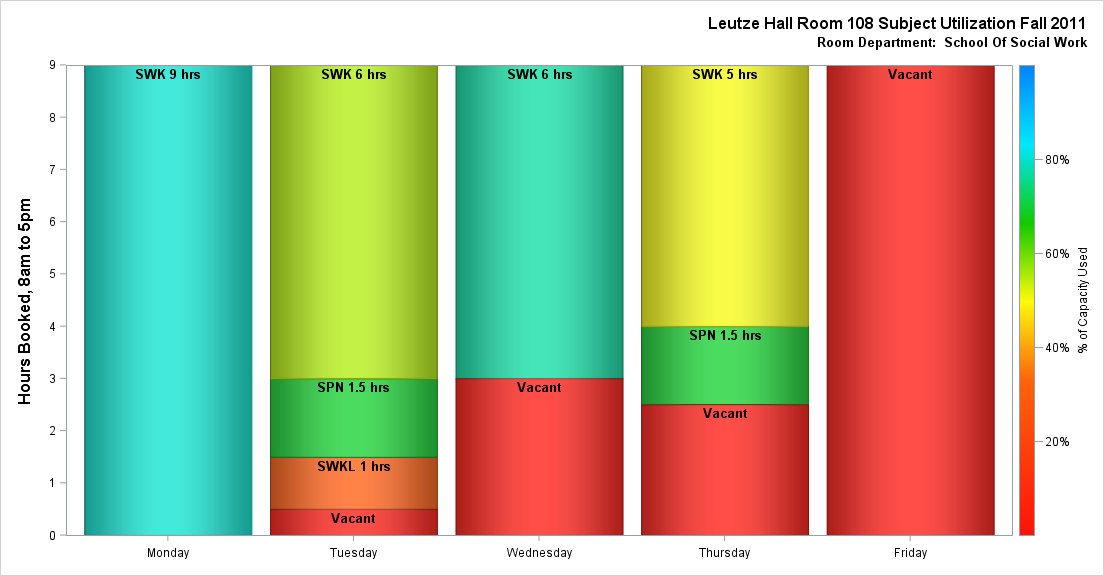 Leutze Hall Room 108 Subject Utilization Fall 2011
Room Department:  School Of Social Work
Hours Booked, 8am to 5pm
9
8
7
6
5
4
3
2
1
0
SWK 9 hrs
SWK 6 hrs
SPN 1.5 hrs
SWKL 1 hrs
Vacant
SWK 6 hrs
Vacant
SWK 5 hrs
SPN 1.5 hrs
Vacant
Vacant
Monday
Tuesday
Wednesday
Thursday
Friday
80%
60%
40%
20%
% of Capacity Used